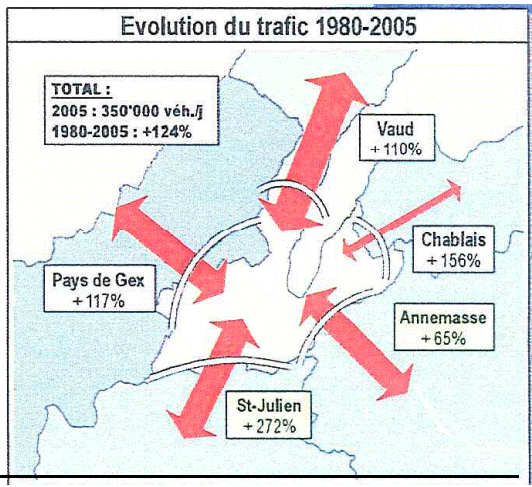 Evolution du trafic 1980-2005
TOTAL :
2005 : 350'000 véh./j
1980-2005 : +124%
Vaud
+110%
Chablais
+156%
Pays de Gex
+117%
Annemasse
+65%
St-Julien
+272%